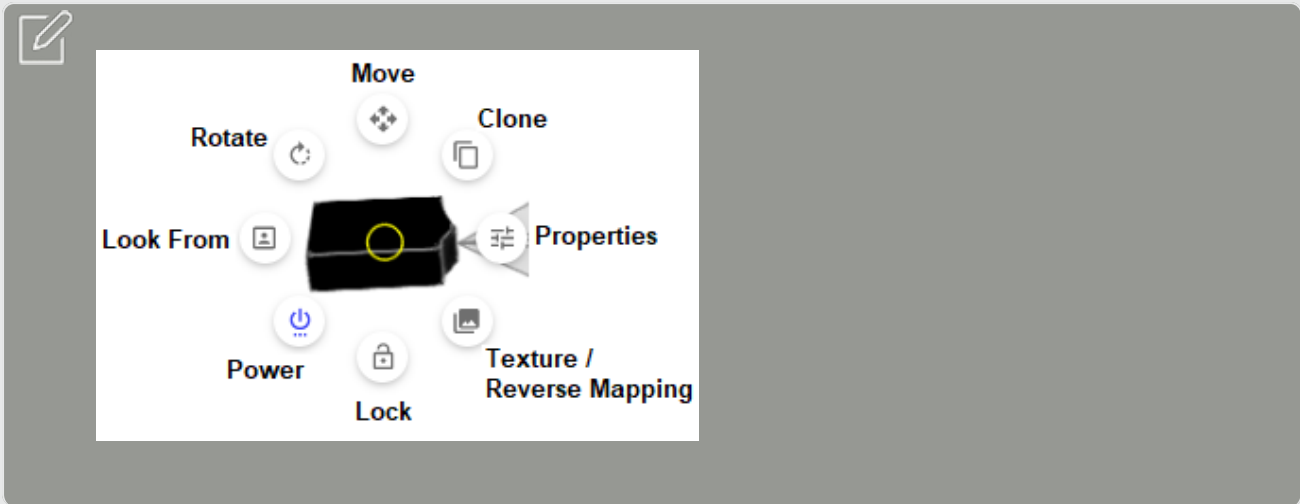 Move
Clone
Rotate
Look From
Properties
Power
Texture /
Reverse Mapping
Lock